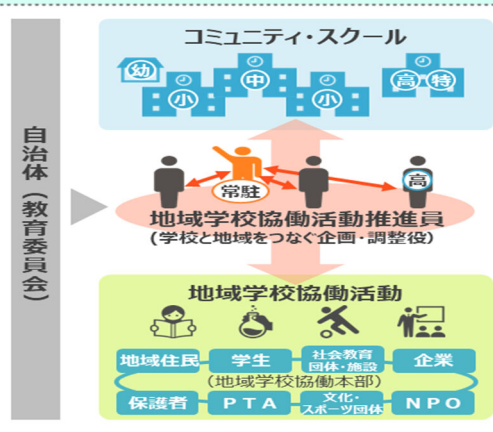 自治体（教育委員会）
コミュニティ・スクール
幼
小
中
小
高
特
常駐
高
地域学校協働活動推進員
(学校と地域をつなぐ企画・調整役)
地域学校協働活動
地域住民
学生
社会教育
団体・施設
企業
(地域学校協働本部)
保護者
PTA
文化・
スポーツ団体
NPO